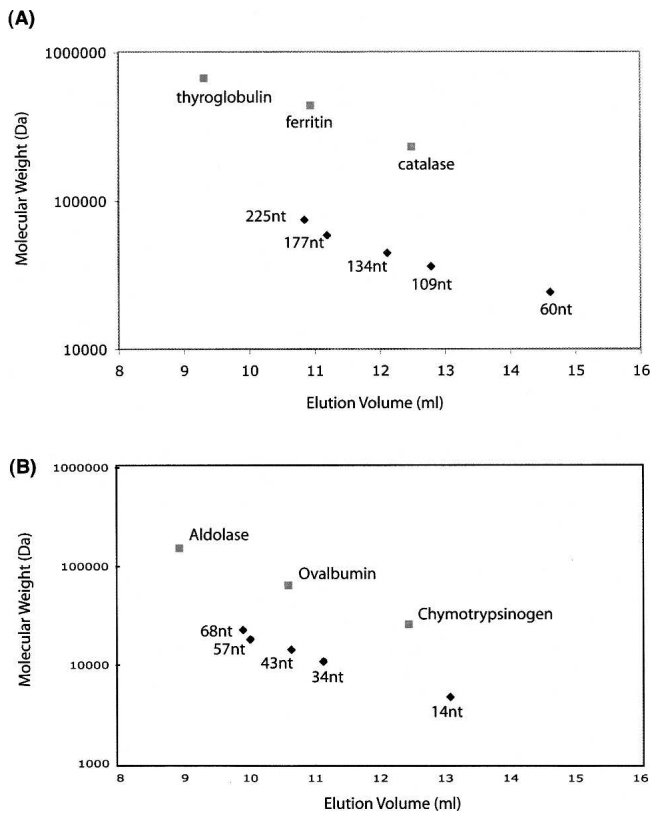 (A)
1000000
thyroglobulin
ferritin
catalase
100000
225nt
177nt
134nt
109nt
60nt
10000
8 9 10 11 12 13 14 15 16
Molecular Weight (Da)
Elution Volume (ml)
(B)
1000000
Aldolase
100000
Ovalbumin
Chymotrypsinogen
68nt
57nt
43nt
34nt
10000
14nt
1000
8 9 10 11 12 13 14 15 16
Molecular Weight (Da)
Elution Volume (ml)